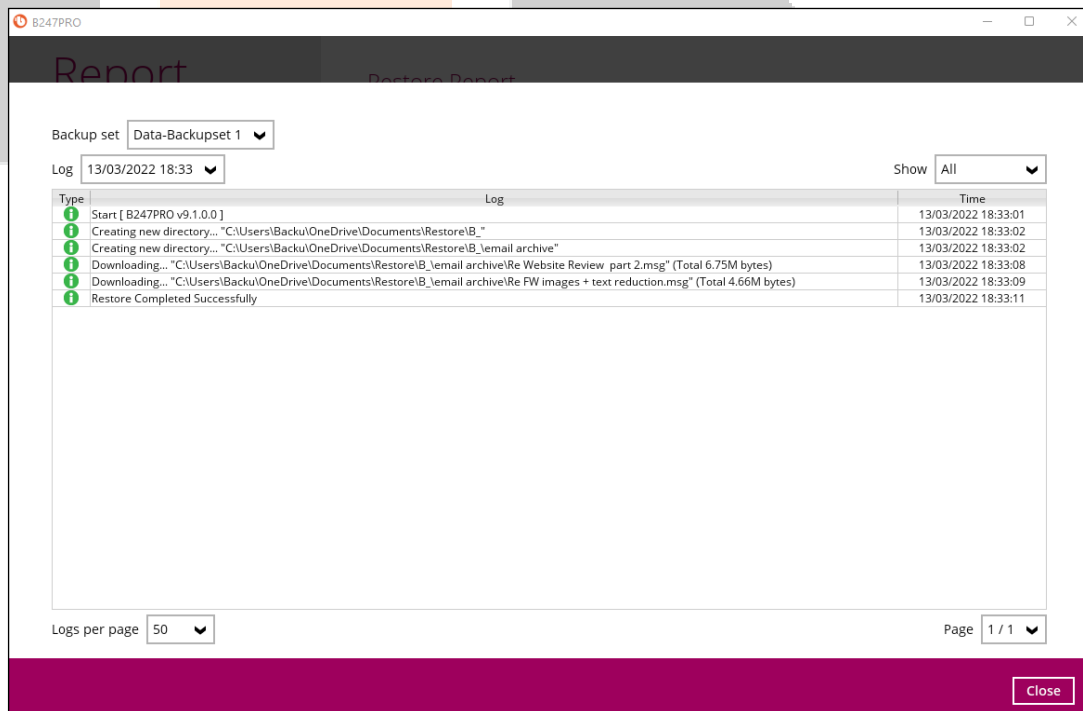 B247PRO
Report
Restore Report
Backup set Data-Backupset 1
Log 13/03/2022 18:33 Show All
Type Log Time
Start [ B247PRO v9.1.0.0 ] 13/03/2022 18:33:01
Creating new directory... "C:\Users\Backu\OneDrive\Documents\Restore\B_" 13/03/2022 18:33:02
Creating new directory... "C:\Users\Backu\OneDrive\Documents\Restore\B_\email archive" 13/03/2022 18:33:02
Downloading... "C:\Users\Backu\OneDrive\Documents\Restore\B_\email archive\Re Website Review  part 2.msg" (Total 6.75M bytes) 13/03/2022 18:33:08
Downloading... "C:\Users\Backu\OneDrive\Documents\Restore\B_\email archive\Re FW images + text reduction.msg" (Total 4.66M bytes) 13/03/2022 18:33:09
Restore Completed Successfully 13/03/2022 18:33:11
Logs per page 50 Page 1 / 1
Close